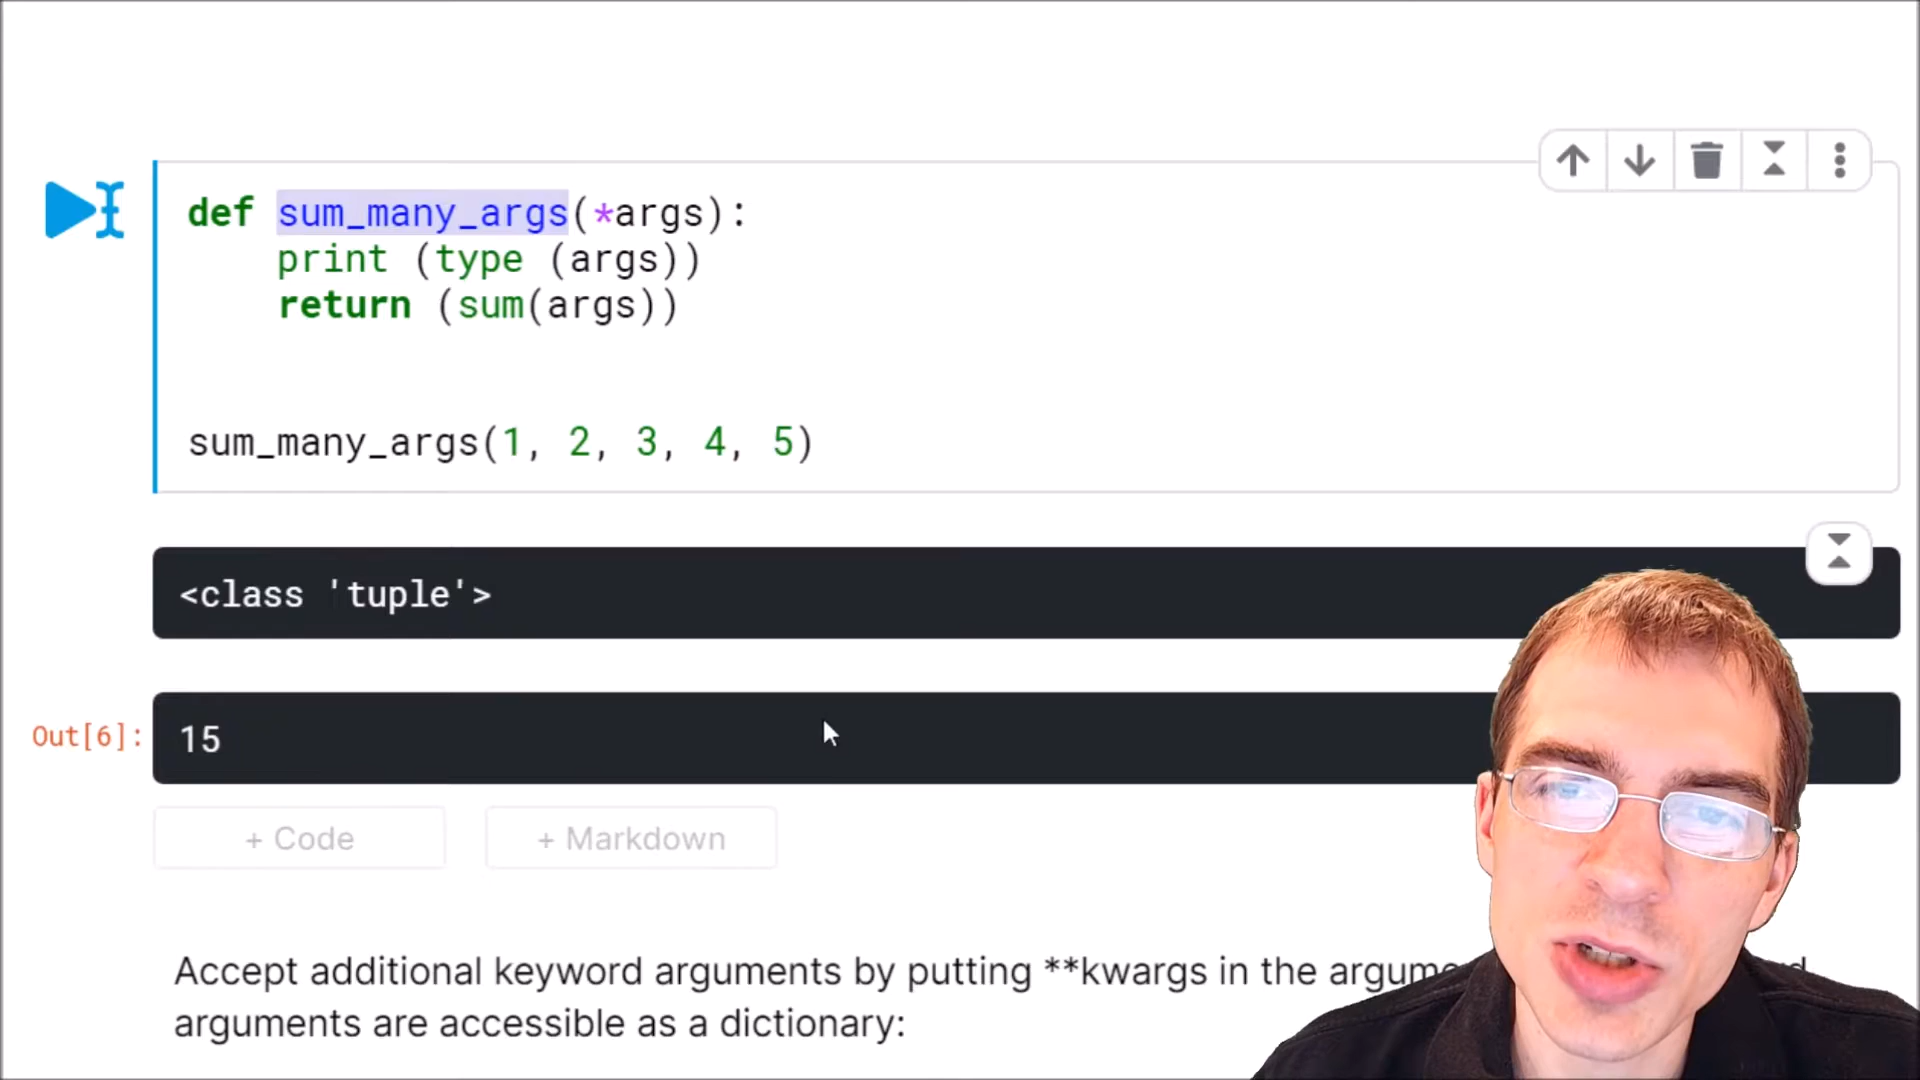 def sum_many_args(*args):
print (type (args))
return (sum(args))
sum_many_args(1, 2, 3, 4, 5)
<class 'tuple'>
Out[6]:
15
+ Code
+ Markdown
Accept additional keyword arguments by putting **kwargs in the
arguments are accessible as a dictionary: